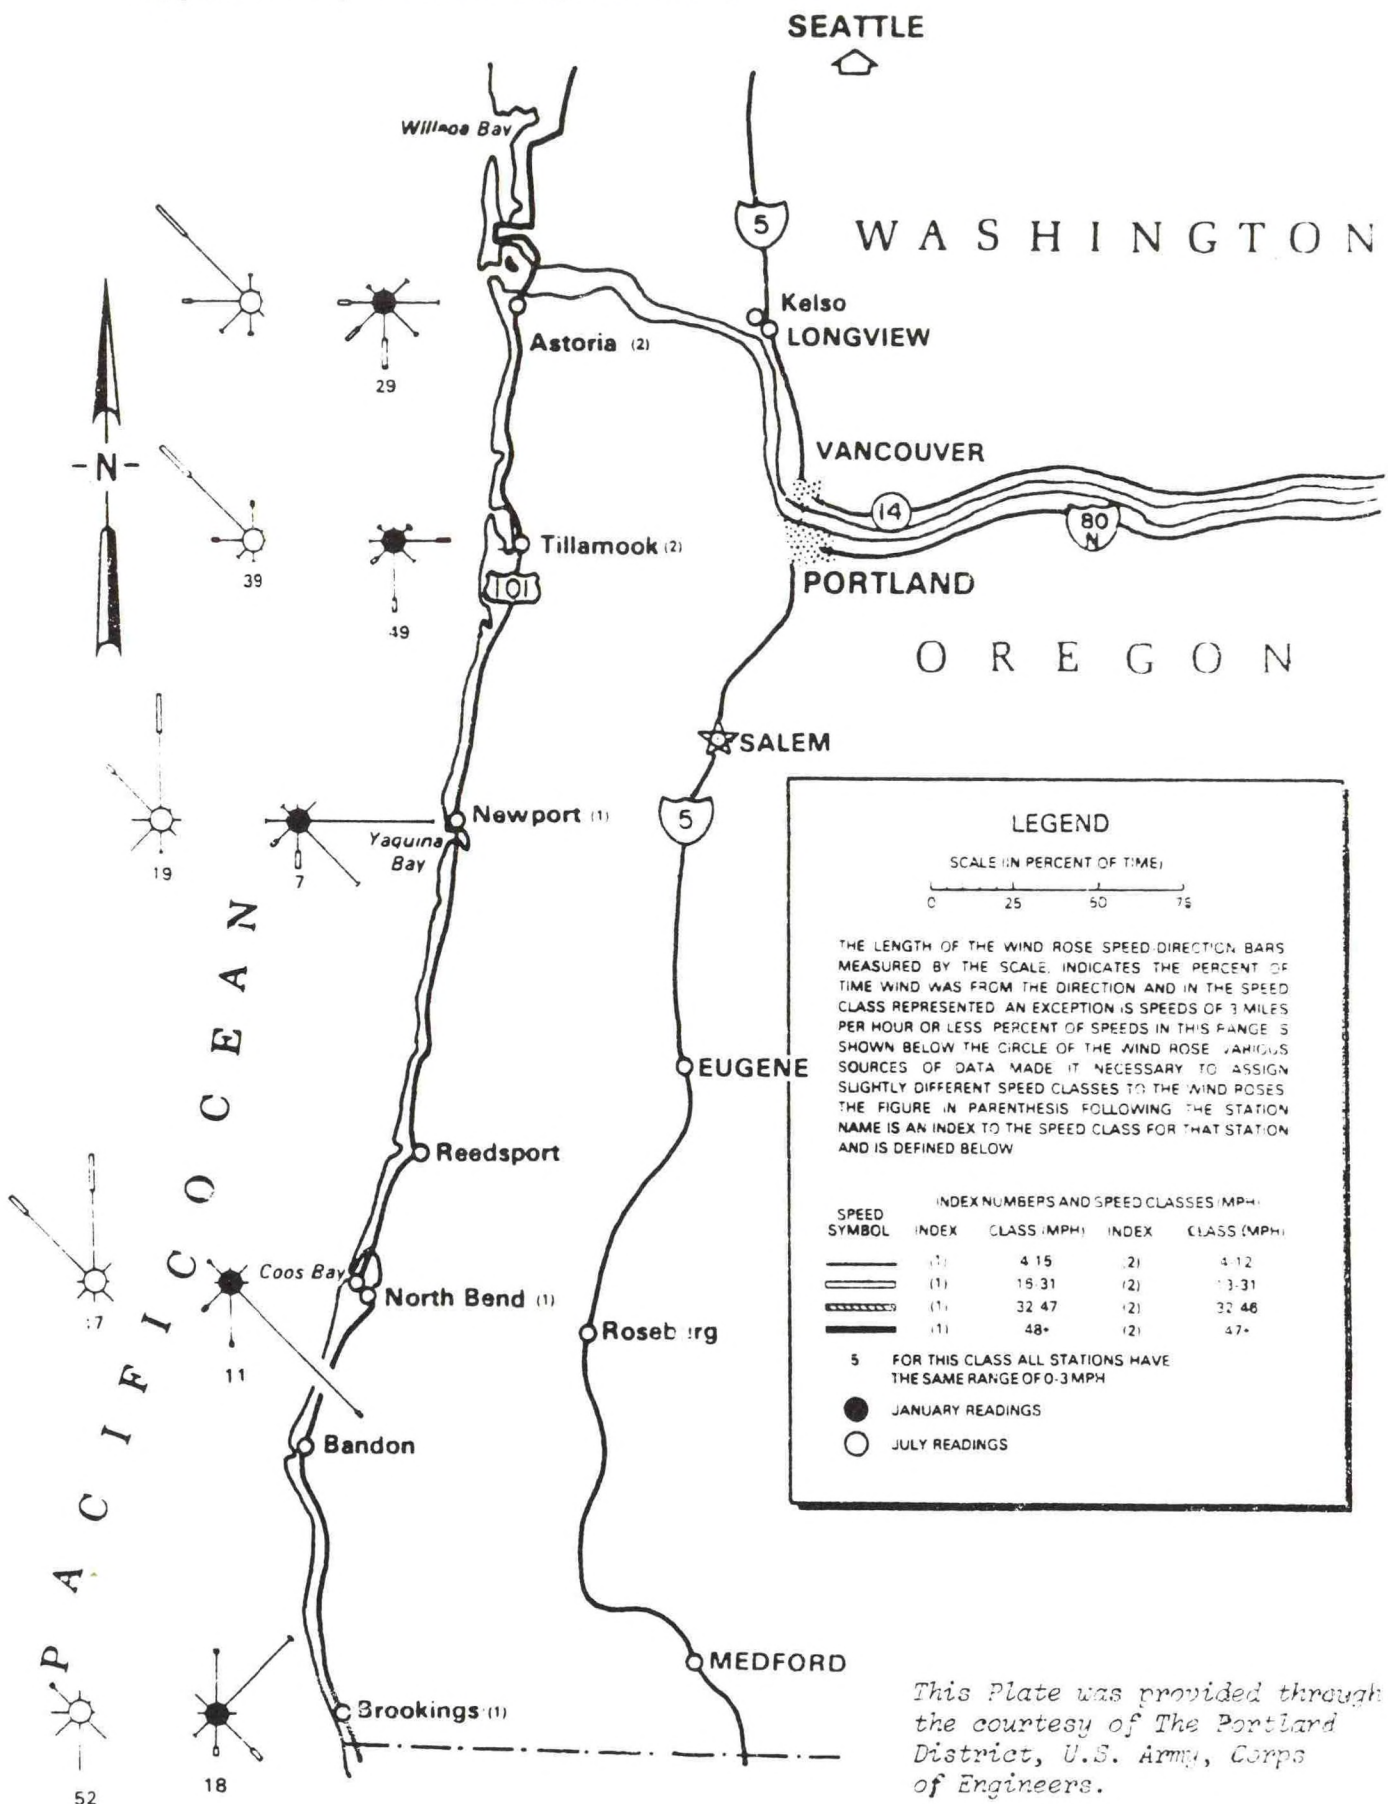 SEATTLE
Willapa Bay
5
WASHINGTON
Kelso
LONGVIEW
Astoria (2)
29
VANCOUVER
- N -
14
80
N
Tillamook (2)
39
101
PORTLAND
49
OREGON
SALEM
Newport (1)
5
Yaquina
Bay
19
7
PACIFIC OCEAN
LEGEND
SCALE (IN PERCENT OF TIME)
0 25 50 75
THE LENGTH OF THE WIND ROSE SPEED-DIRECTION BARS
MEASURED BY THE SCALE, INDICATES THE PERCENT OF
TIME WIND WAS FROM THE DIRECTION AND IN THE SPEED
CLASS REPRESENTED AN EXCEPTION IS SPEEDS OF 3 MILES
PER HOUR OR LESS PERCENT OF SPEEDS IN THIS RANGE IS
SHOWN BELOW THE CIRCLE OF THE WIND ROSE VARIOUS
SOURCES OF DATA MADE IT NECESSARY TO ASSIGN
SLIGHTLY DIFFERENT SPEED CLASSES TO THE WIND ROSES
THE FIGURE IN PARENTHESIS FOLLOWING THE STATION
NAME IS AN INDEX TO THE SPEED CLASS FOR THAT STATION
AND IS DEFINED BELOW
INDEX NUMBERS AND SPEED CLASSES (MPH)
SPEED
SYMBOL INDEX CLASS (MPH) INDEX CLASS (MPH)
(1) 4-15 (2) 4-12
(1) 16-31 (2) 13-31
(1) 32-47 (2) 32-46
(1) 48+ (2) 47+
5 FOR THIS CLASS ALL STATIONS HAVE
THE SAME RANGE OF 0-3 MPH
JANUARY READINGS
JULY READINGS
EUGENE
Reedsport
Coos Bay
North Bend (1)
11
Roseburg
Bandon
MEDFORD
Brookings (1)
18
52
This Plate was provided through
the courtesy of The Portland
District, U.S. Army, Corps
of Engineers.